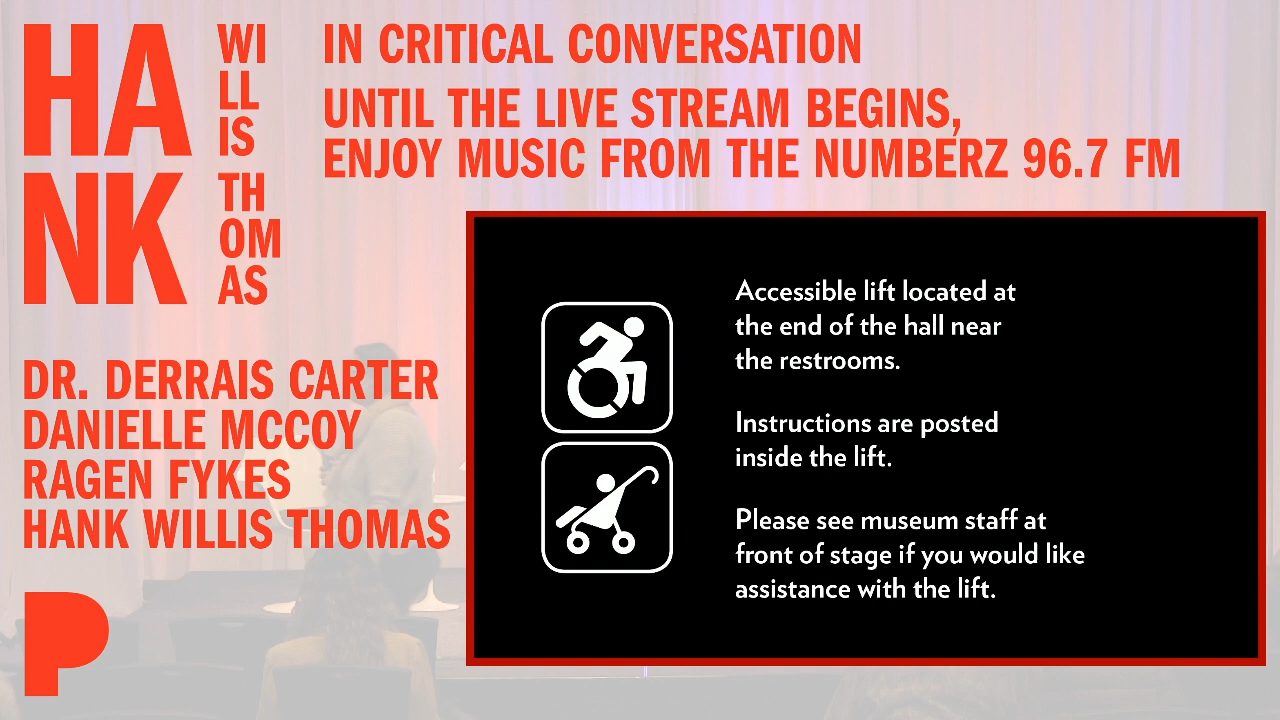 HA
NK
WI
LL
IS
TH
OM
AS
IN CRITICAL CONVERSATION
UNTIL THE LIVE STREAM BEGINS,
ENJOY MUSIC FROM THE NUMBERZ 96.7 FM
DR. DERRAIS CARTER
DANIELLE MCCOY
RAGEN FYKES
HANK WILLIS THOMAS
P
Accessible lift located at
the end of the hall near
the restrooms.
Instructions are posted
inside the lift.
Please see museum staff at
front of stage if you would like
assistance with the lift.